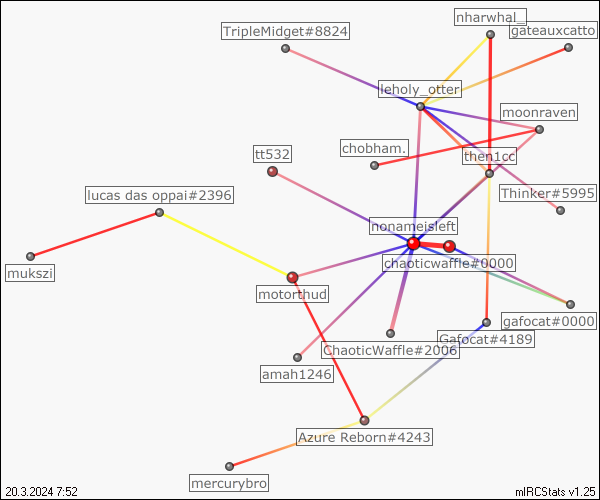 nharwhal_
TripleMidget#8824
gateauxcatto
leholy_otter
moonraven
chobham.
tt532
then1cc
lucas das oppai#2396
Thinker#5995
nonameisleft
chaoticwaffle#0000
mukszi
motorthud
gafocat#0000
Gafocat#4189
ChaoticWaffle#2006
amah1246
Azure Reborn#4243
mercurybro
20.3.2024 7:52
mIRCStats v1.25